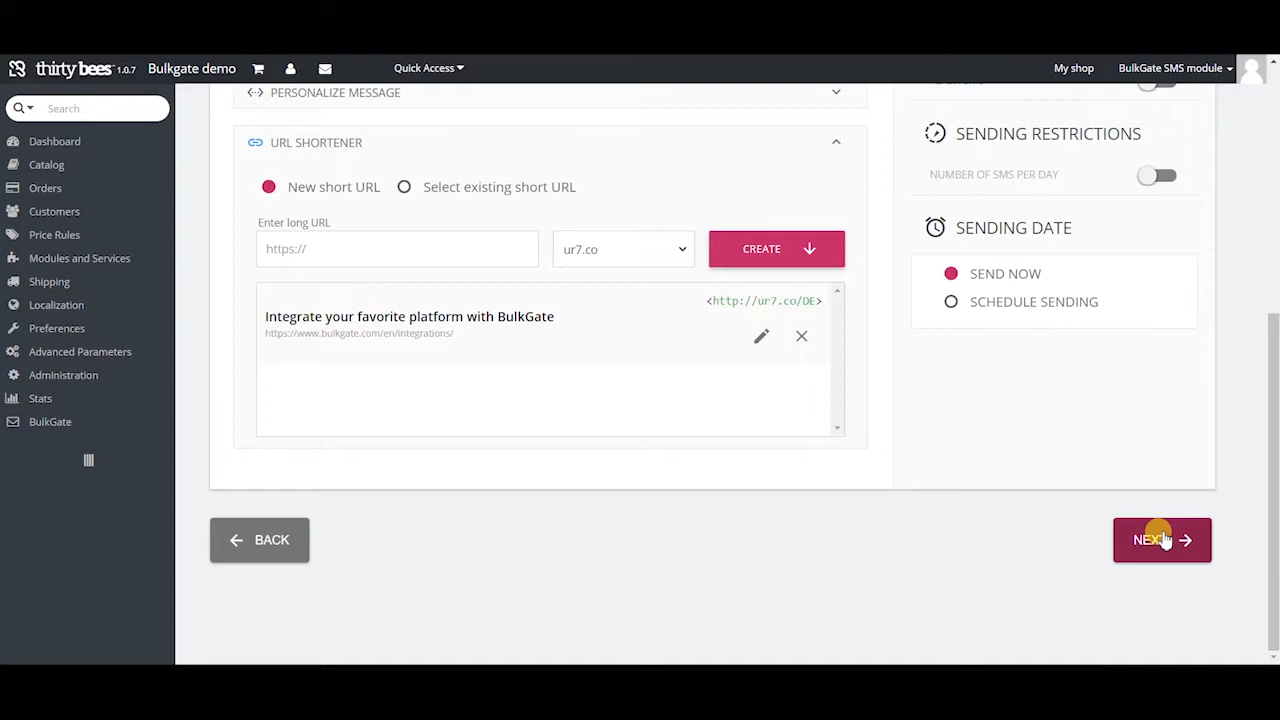 thirty bees 1.0.7 Bulkgate demo Quick Access My shop BulkGate SMS module
Search
Dashboard
Catalog
Orders
Customers
Price Rules
Modules and Services
Shipping
Localization
Preferences
Advanced Parameters
Administration
Stats
BulkGate
PERSONALIZE MESSAGE
URL SHORTENER
New short URL Select existing short URL
Enter long URL
https:// ur7.co CREATE
<http://ur7.co/DE>
Integrate your favorite platform with BulkGate
https://www.bulkgate.com/en/integrations/
SENDING RESTRICTIONS
NUMBER OF SMS PER DAY
SENDING DATE
SEND NOW
SCHEDULE SENDING
BACK NEXT